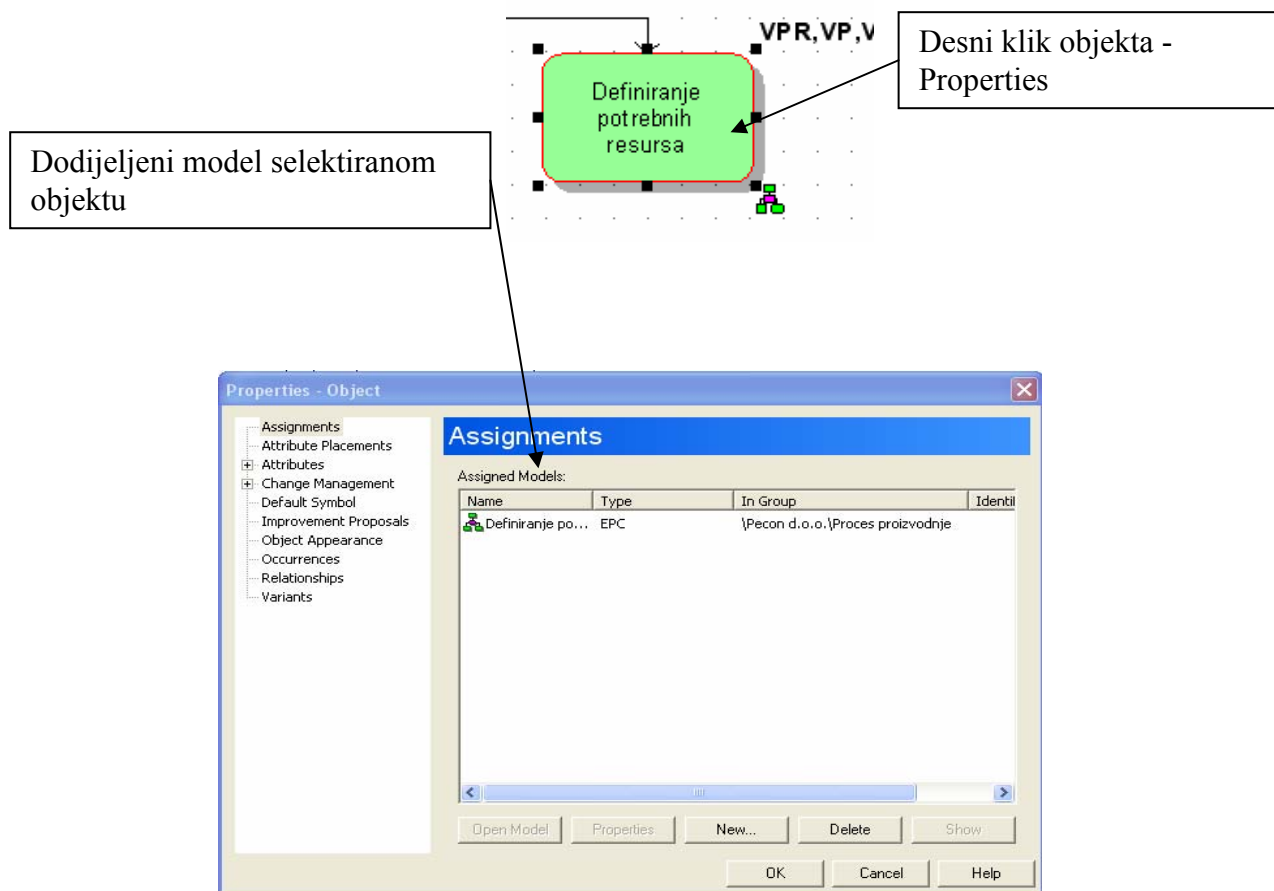 VPR,VP,V
Desni klik objekta -
Properties
Definiranje
potrebnih
resursa
Dodijeljeni model selektiranom
objektu
Properties - Object
Assignments
Attribute Placements
Attributes
Change Management
Default Symbol
Improvement Proposals
Object Appearance
Occurrences
Relationships
Variants
Assignments
Assigned Models:
Name Type In Group Identif
Definiranje po... EPC \Pecon d.o.o.\Proces proizvodnje
Open Model Properties New... Delete Show
OK Cancel Help